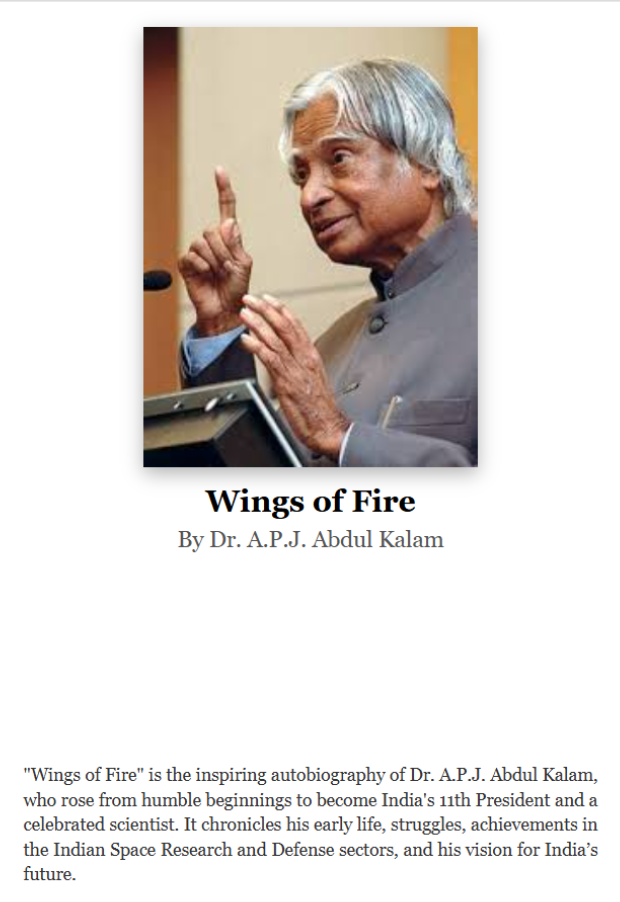 Wings of Fire
By Dr. A.P.J. Abdul Kalam
"Wings of Fire" is the inspiring autobiography of Dr. A.P.J. Abdul Kalam,
who rose from humble beginnings to become India's 11th President and a
celebrated scientist. It chronicles his early life, struggles, achievements in
the Indian Space Research and Defense sectors, and his vision for India’s
future.